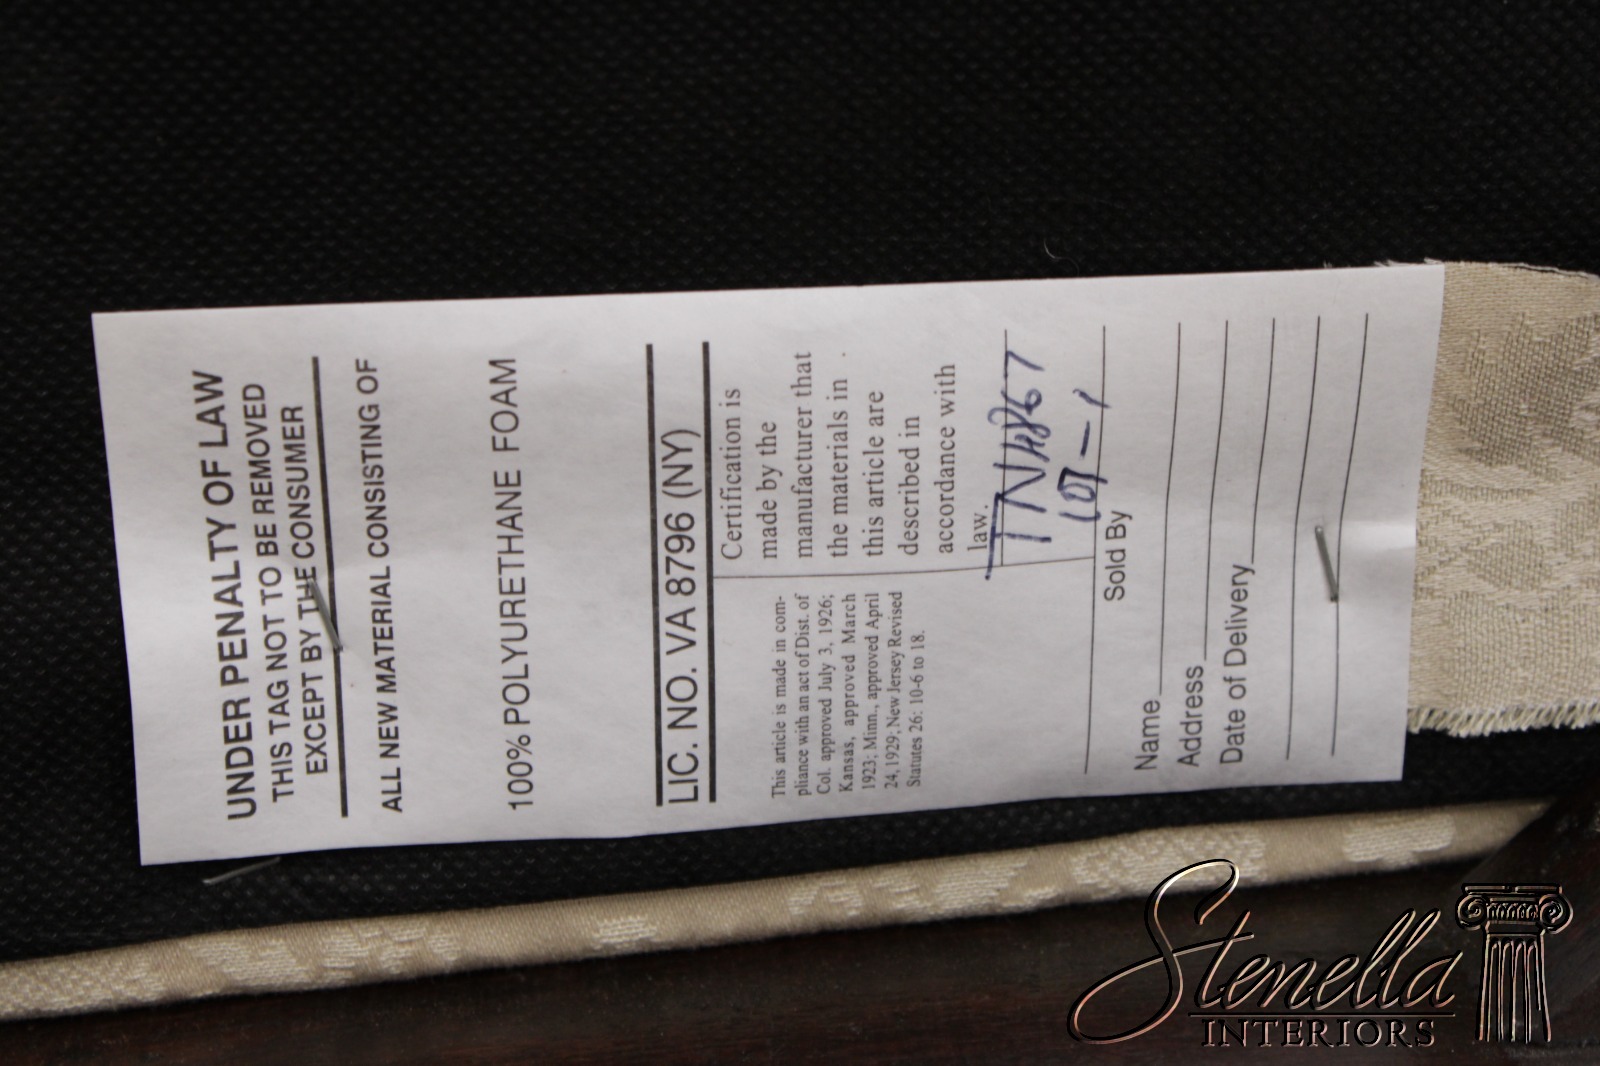 UNDER PENALTY OF LAW
THIS TAG NOT TO BE REMOVED
EXCEPT BY THE CONSUMER
ALL NEW MATERIAL CONSISTING OF
100% POLYURETHANE FOAM
LIC. NO. VA 8796 (NY)
This article is made in com-
pliance with an act of Dist. of
Col. approved July 3, 1926;
Kansas, approved March
1923; Minn., approved April
24, 1929; New Jersey Revised
Statutes 26: 10-6 to 18.
Certification is
made by the
manufacturer that
the materials in .
this article are
described in
accordance with
law.
Sold By
Name
Address
Date of Delivery
Stenella
INTERIORS